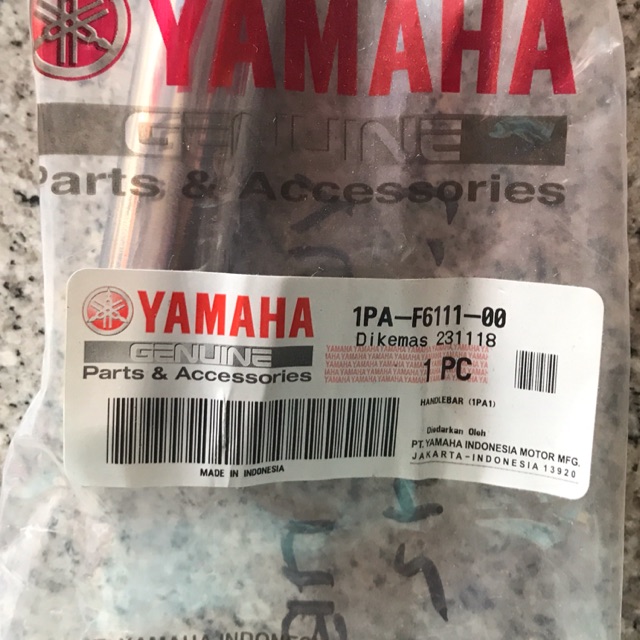 YAMAHA
GENUINE
Parts & Accessories
YAMAHA
GENUINE
Parts & Accessories
MADE IN INDONESIA
1PA-F6111-00
Dikemas 231118
1 PC
HANDLEBAR (1PA1)
Diedarkan Oleh
PT. YAMAHA INDONESIA MOTOR MFG.
JAKARTA-INDONESIA 13920